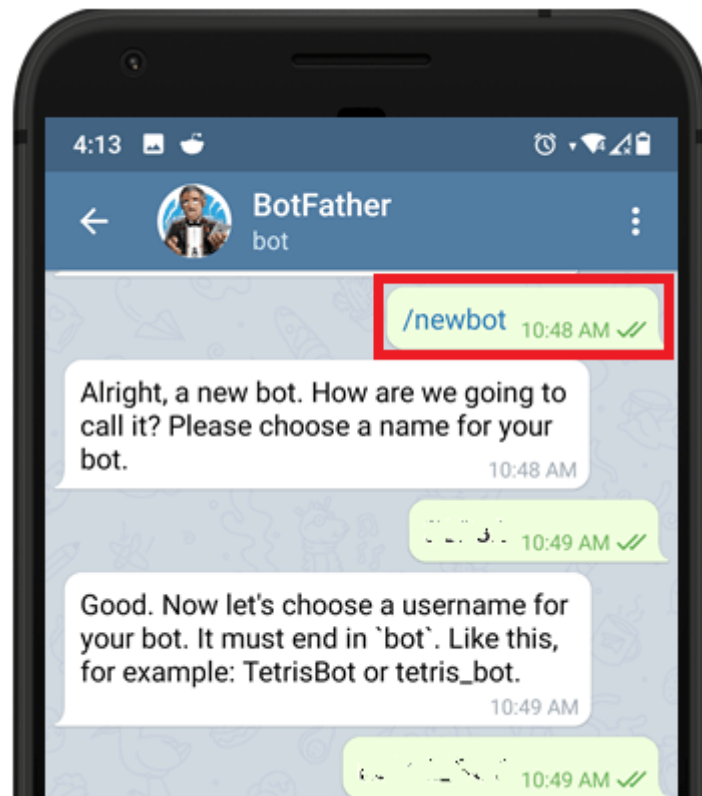 4:13
BotFather
bot
/newbot 10:48 AM
Alright, a new bot. How are we going to
call it? Please choose a name for your
bot.
10:48 AM
10:49 AM
Good. Now let's choose a username for
your bot. It must end in `bot`. Like this,
for example: TetrisBot or tetris_bot.
10:49 AM
10:49 AM